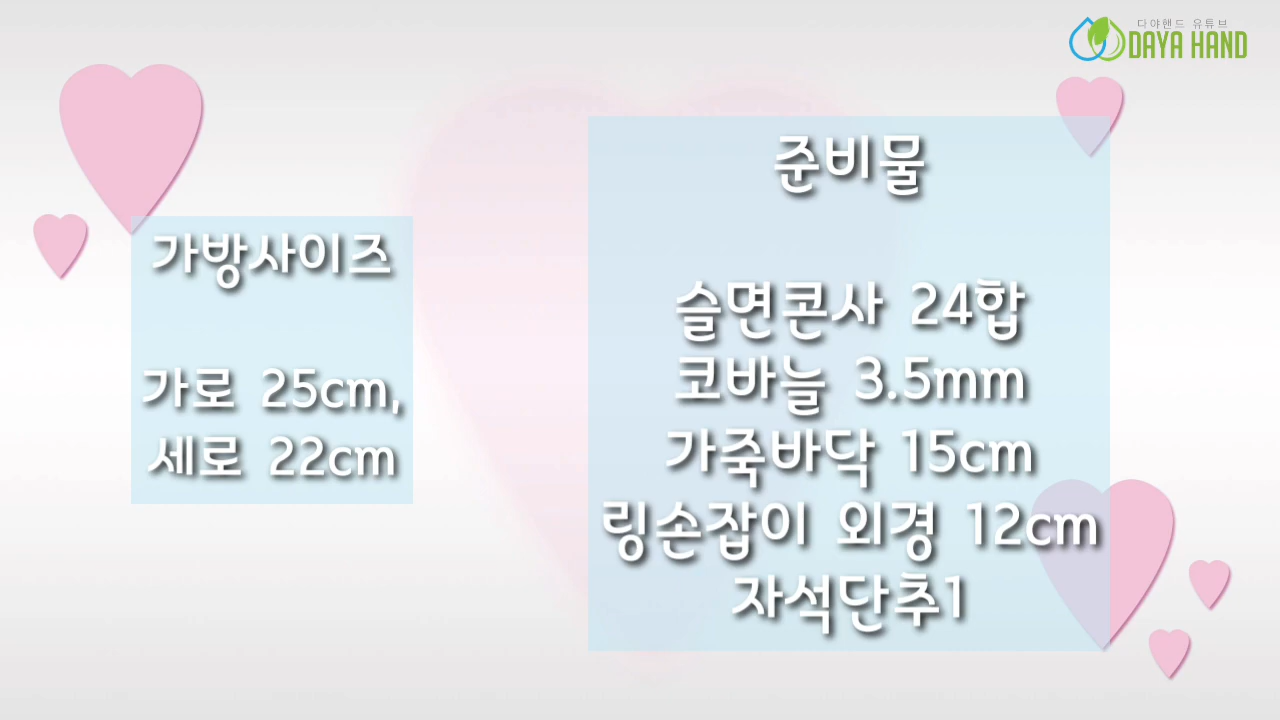 다야핸드 유튜브
DAYA HAND
가방사이즈
가로 25cm,
세로 22cm
준비물
슬면콘사 24합
코바늘 3.5mm
가죽바닥 15cm
링손잡이 외경 12cm
자석단추1